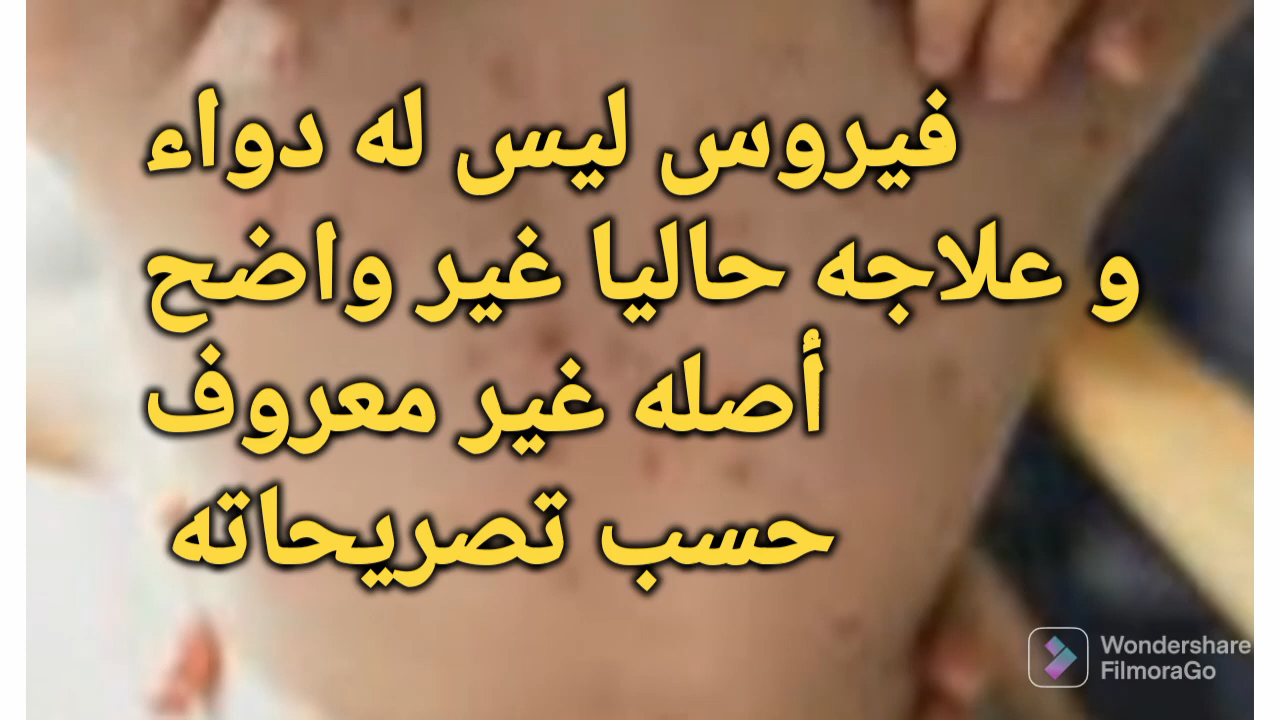 فيروس ليس له دواء
و علاجه حاليا غير واضح
أصله غير معروف
حسب تصريحاته
Wondershare
FilmoraGo